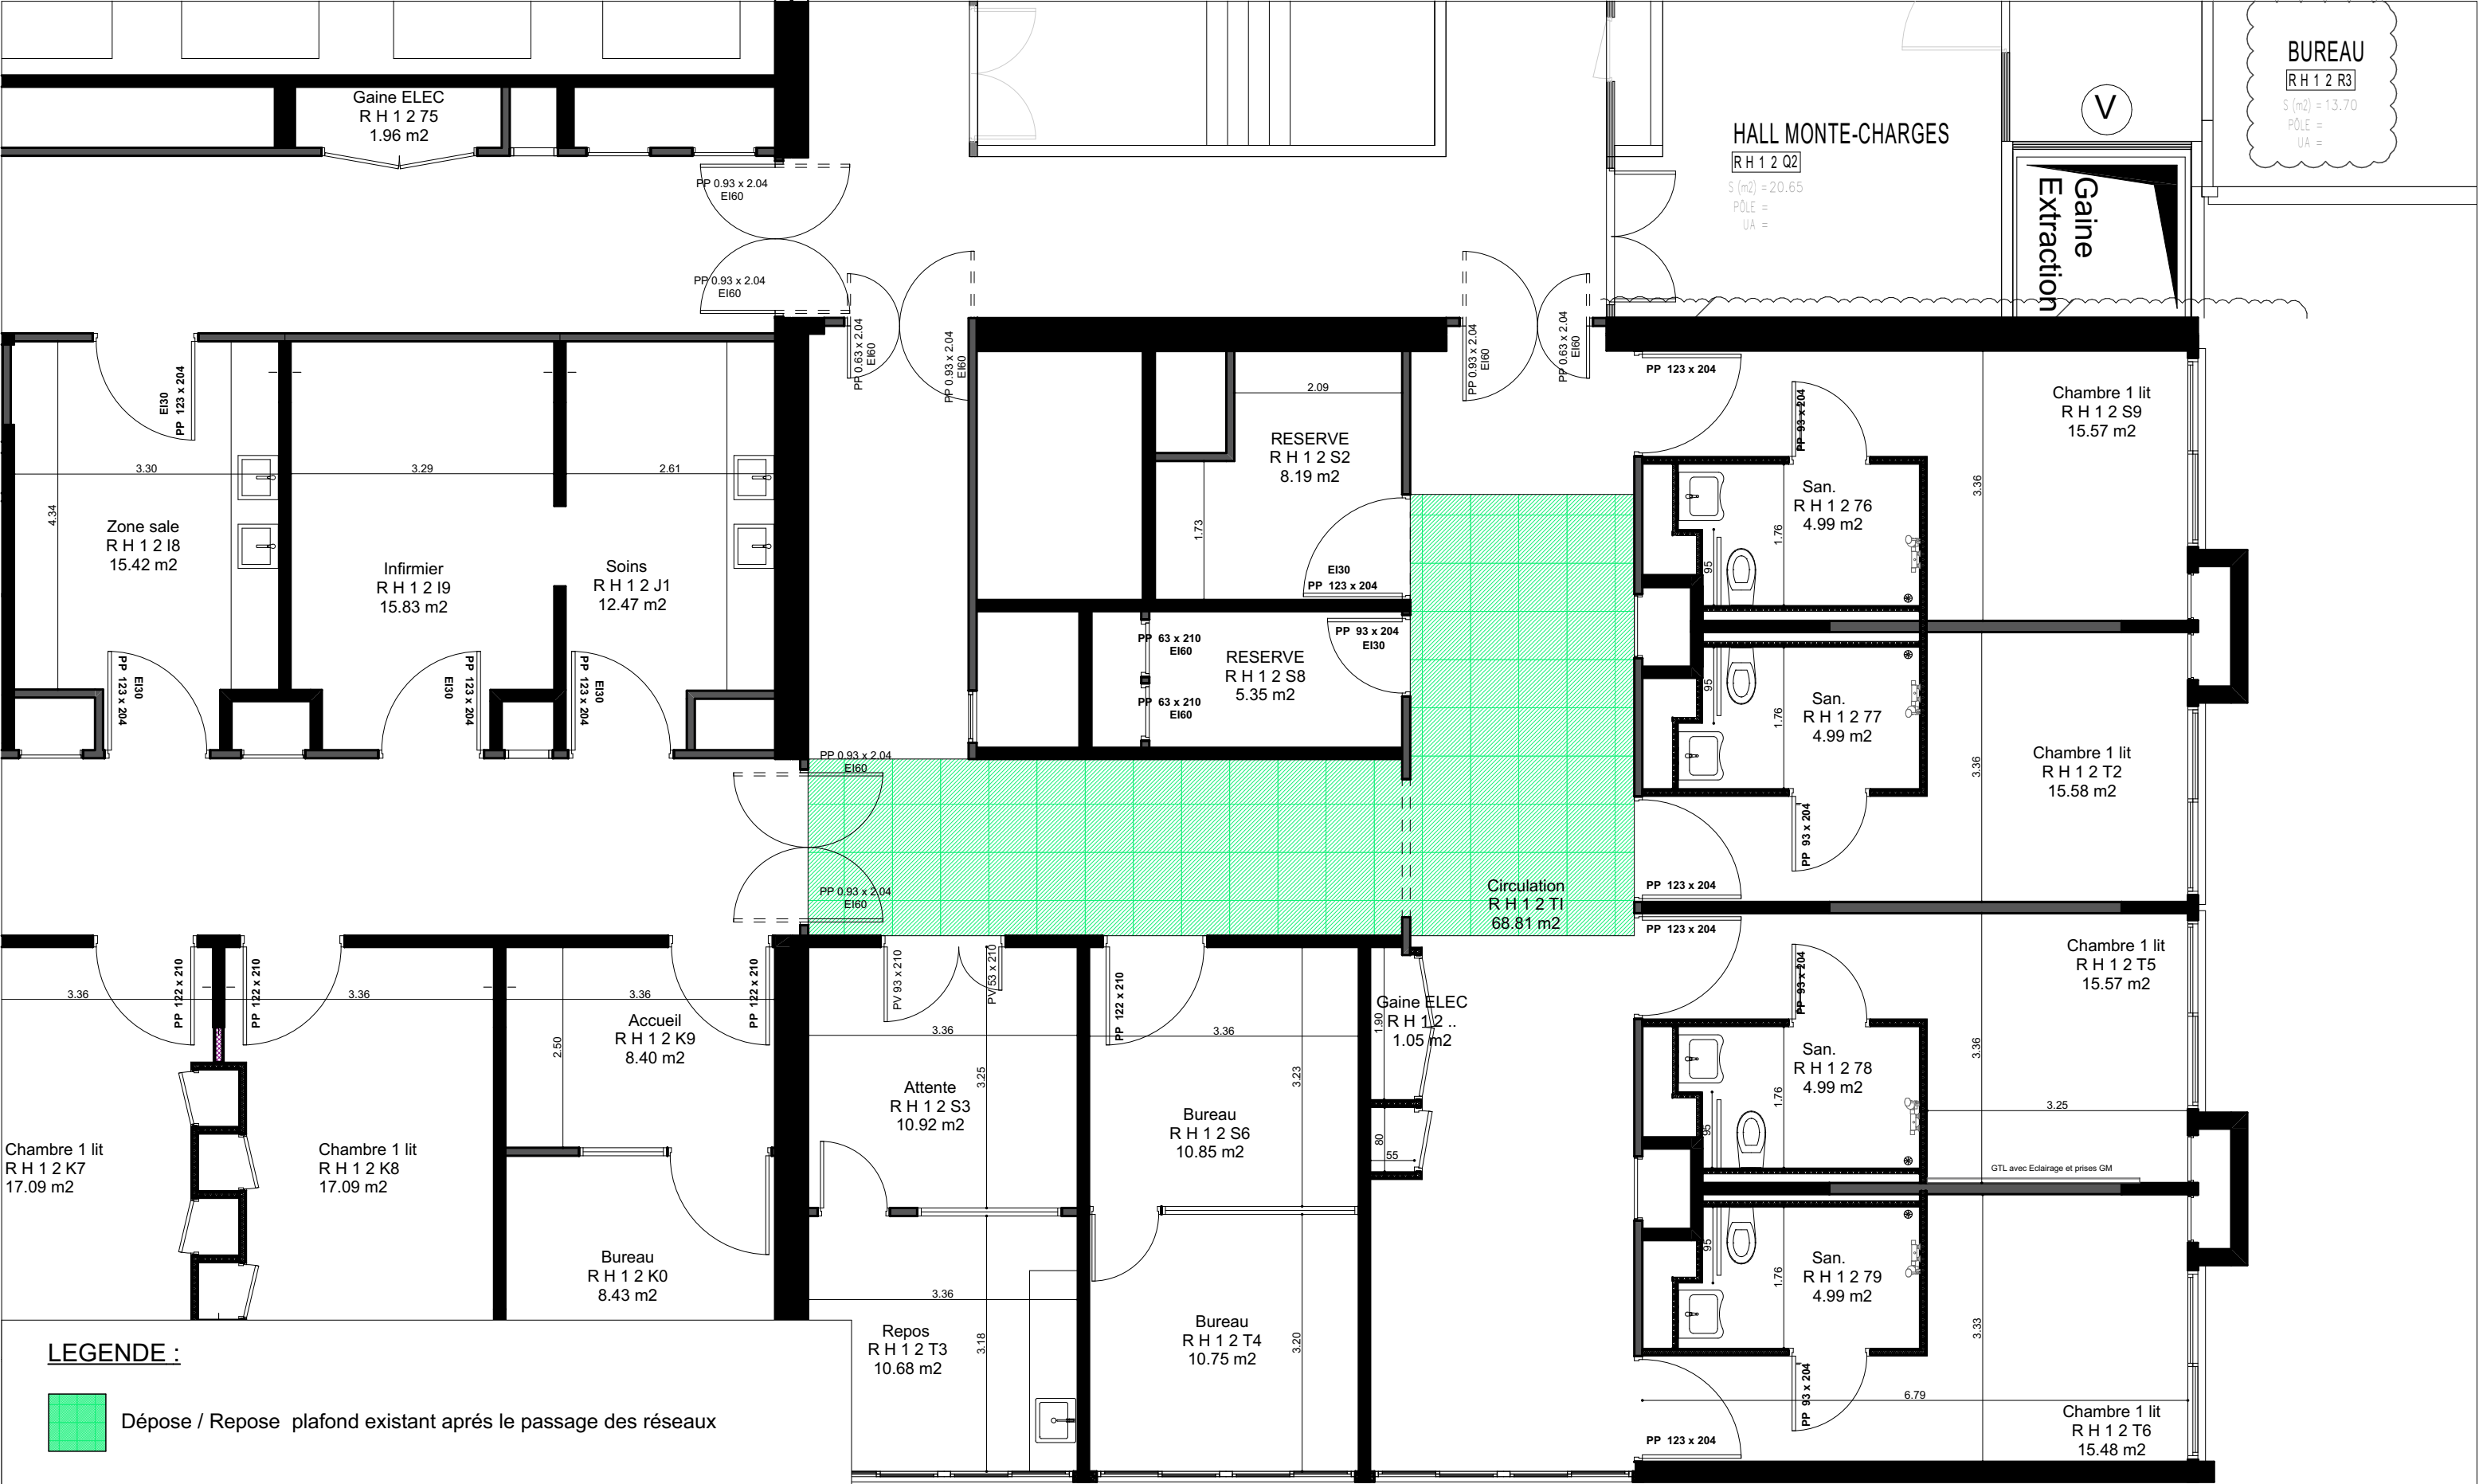 Gaine ELEC
R H 1 2 75
1.96 m2
PP 0.93 x 2.04
EI60
PP 0.93 x 2.04
EI60
HALL MONTE-CHARGES
R H 1 2 Q2
S (m2) = 20.65
PÔLE =
UA =
V
Gaine
Extraction
BUREAU
R H 1 2 R3
S (m2) = 13.70
PÔLE =
UA =
PP 0.63 x 2.04
EI60
PP 0.93 x 2.04
EI60
PP 0.93 x 2.04
EI60
PP 0.63 x 2.04
EI60
EI30
PP 123 x 204
3.30
4.34
Zone sale
R H 1 2 I8
15.42 m2
EI30
PP 123 x 204
3.29
Infirmier
R H 1 2 I9
15.83 m2
EI30
PP 123 x 204
2.61
Soins
R H 1 2 J1
12.47 m2
EI30
PP 123 x 204
2.09
RESERVE
R H 1 2 S2
8.19 m2
1.73
EI30
PP 123 x 204
PP 63 x 210
EI60
PP 63 x 210
EI60
RESERVE
R H 1 2 S8
5.35 m2
PP 93 x 204
EI30
PP 123 x 204
PP 93 x 204
Chambre 1 lit
R H 1 2 S9
15.57 m2
3.36
San.
R H 1 2 76
4.99 m2
1.76
95
San.
R H 1 2 77
4.99 m2
1.76
95
PP 93 x 204
Chambre 1 lit
R H 1 2 T2
15.58 m2
3.36
PP 123 x 204
PP 0.93 x 2.04
EI60
PP 0.93 x 2.04
EI60
Circulation
R H 1 2 TI
68.81 m2
PP 123 x 204
PP 93 x 204
Chambre 1 lit
R H 1 2 T5
15.57 m2
3.36
3.25
San.
R H 1 2 78
4.99 m2
1.76
95
GTL avec Eclairage et prises GM
San.
R H 1 2 79
4.99 m2
1.76
95
PP 93 x 204
3.33
6.79
Chambre 1 lit
R H 1 2 T6
15.48 m2
PP 123 x 204
3.36
PP 122 x 210
PP 122 x 210
3.36
3.36
PP 122 x 210
Accueil
R H 1 2 K9
8.40 m2
2.50
Chambre 1 lit
R H 1 2 K7
17.09 m2
Chambre 1 lit
R H 1 2 K8
17.09 m2
Bureau
R H 1 2 K0
8.43 m2
PV 93 x 210
PV 53 x 210
3.36
3.25
Attente
R H 1 2 S3
10.92 m2
PP 122 x 210
3.36
3.23
Bureau
R H 1 2 S6
10.85 m2
Gaine ELEC
R H 1 2 ..
1.05 m2
1.90
80
55
3.36
3.18
Repos
R H 1 2 T3
10.68 m2
3.20
Bureau
R H 1 2 T4
10.75 m2
LEGENDE :
Dépose / Repose plafond existant aprés le passage des réseaux